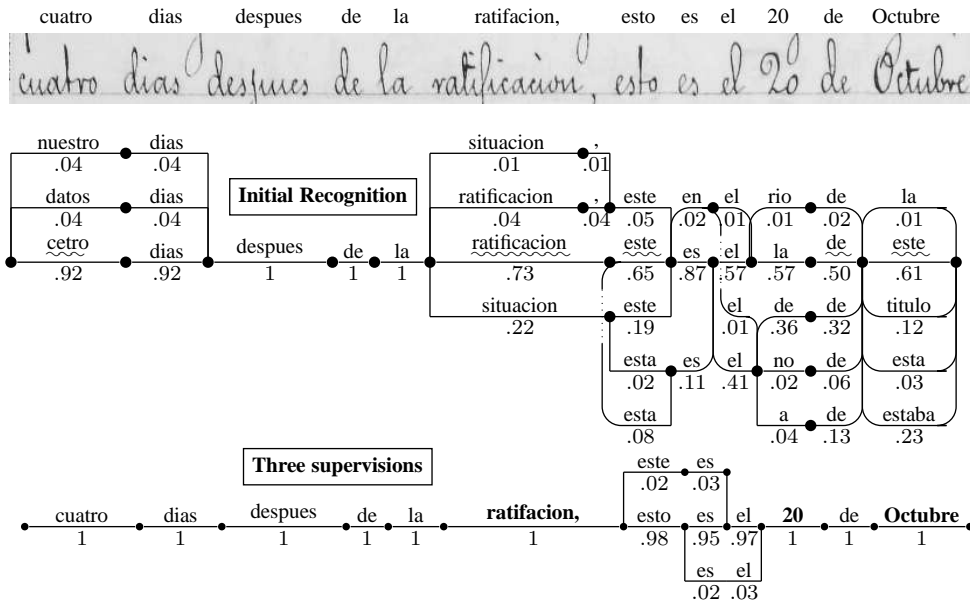 cuatro dias despues de la ratifacion, esto es el 20 de Octubre
cuatro dias despues de la ratificacion, esto es el 20 de Octubre
nuestro dias situacion ,
.04 .04 .01 .01
datos dias Initial Recognition ratificacion , este en el rio de la
.04 .04 .04 .04 .05 .02 .01 .01 .02 .01
cetro dias despues de la ratificacion este es el la de este
.92 .92 1 1 1 .73 .65 .87 .57 .57 .50 .61
situacion este el de de titulo
.22 .19 .01 .36 .32 .12
esta es el no de esta
.02 .11 .41 .02 .06 .03
esta a de estaba
.08 .04 .13 .23
Three supervisions este es
.02 .03
cuatro dias despues de la ratifacion, esto es el 20 de Octubre
1 1 1 1 1 1 .98 .95 .97 1 1 1
es el
.02 .03